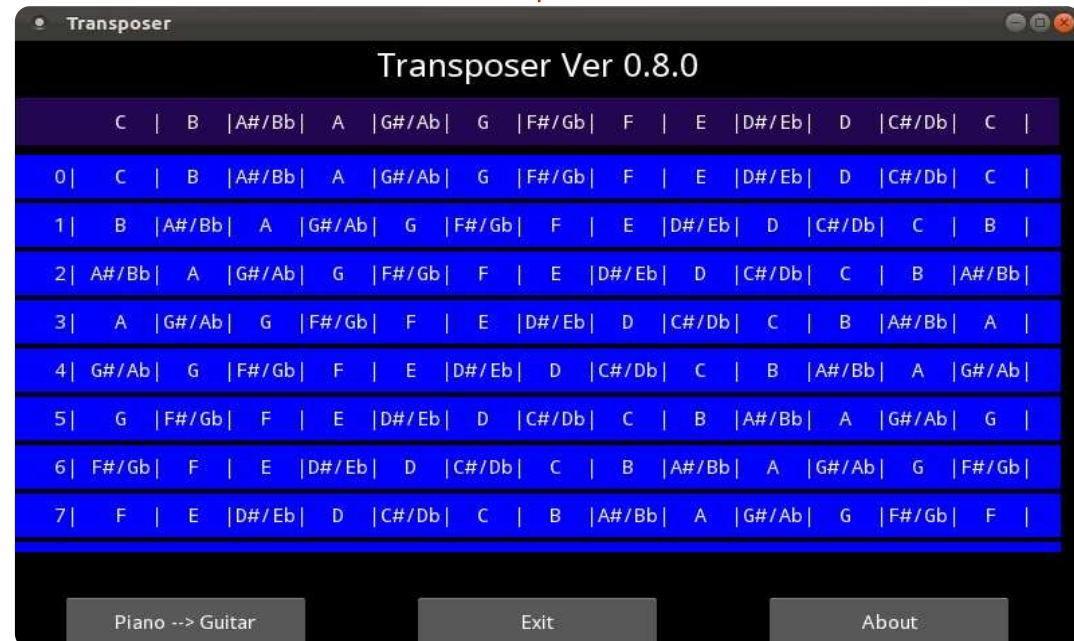 Transposer
Transposer Ver 0.8.0
C | B |A#/Bb| A |G#/Ab| G |F#/Gb| F | E |D#/Eb| D |C#/Db| C |
0| C | B |A#/Bb| A |G#/Ab| G |F#/Gb| F | E |D#/Eb| D |C#/Db| C |
1| B |A#/Bb| A |G#/Ab| G |F#/Gb| F | E |D#/Eb| D |C#/Db| C | B |
2| A#/Bb| A |G#/Ab| G |F#/Gb| F | E |D#/Eb| D |C#/Db| C | B |A#/Bb|
3| A |G#/Ab| G |F#/Gb| F | E |D#/Eb| D |C#/Db| C | B |A#/Bb| A |
4| G#/Ab| G |F#/Gb| F | E |D#/Eb| D |C#/Db| C | B |A#/Bb| A |G#/Ab|
5| G |F#/Gb| F | E |D#/Eb| D |C#/Db| C | B |A#/Bb| A |G#/Ab| G |
6| F#/Gb| F | E |D#/Eb| D |C#/Db| C | B |A#/Bb| A |G#/Ab| G |F#/Gb|
7| F | E |D#/Eb| D |C#/Db| C | B |A#/Bb| A |G#/Ab| G |F#/Gb| F |
Piano --> Guitar Exit About